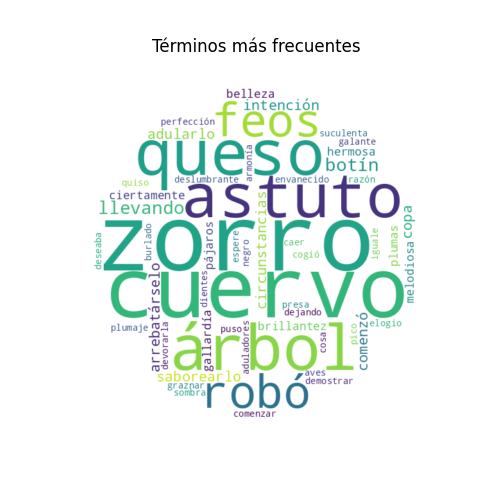 Términos más frecuentes
belleza
intención
perfección
feos
adularlo
suculenta
galante
armonía
hermosa
queso
botín
deslumbrante
envanecido
razón
quiso
ciertamente
astuto
llevando
circunstancias
copa
zorro
pájaros
espere
negro
caer
cogió
iguale
plumas
melodiosa
deseaba
burlado
arrebatárselo
cuervo
dientes
devorarla
presa
dejando
plumaje
gallardía
puso
aduladores
brillantez
cosa
pico
elogio
comenzó
árbol
saborearlo
graznar
sombra
robó
aves
demostrar
comenzar